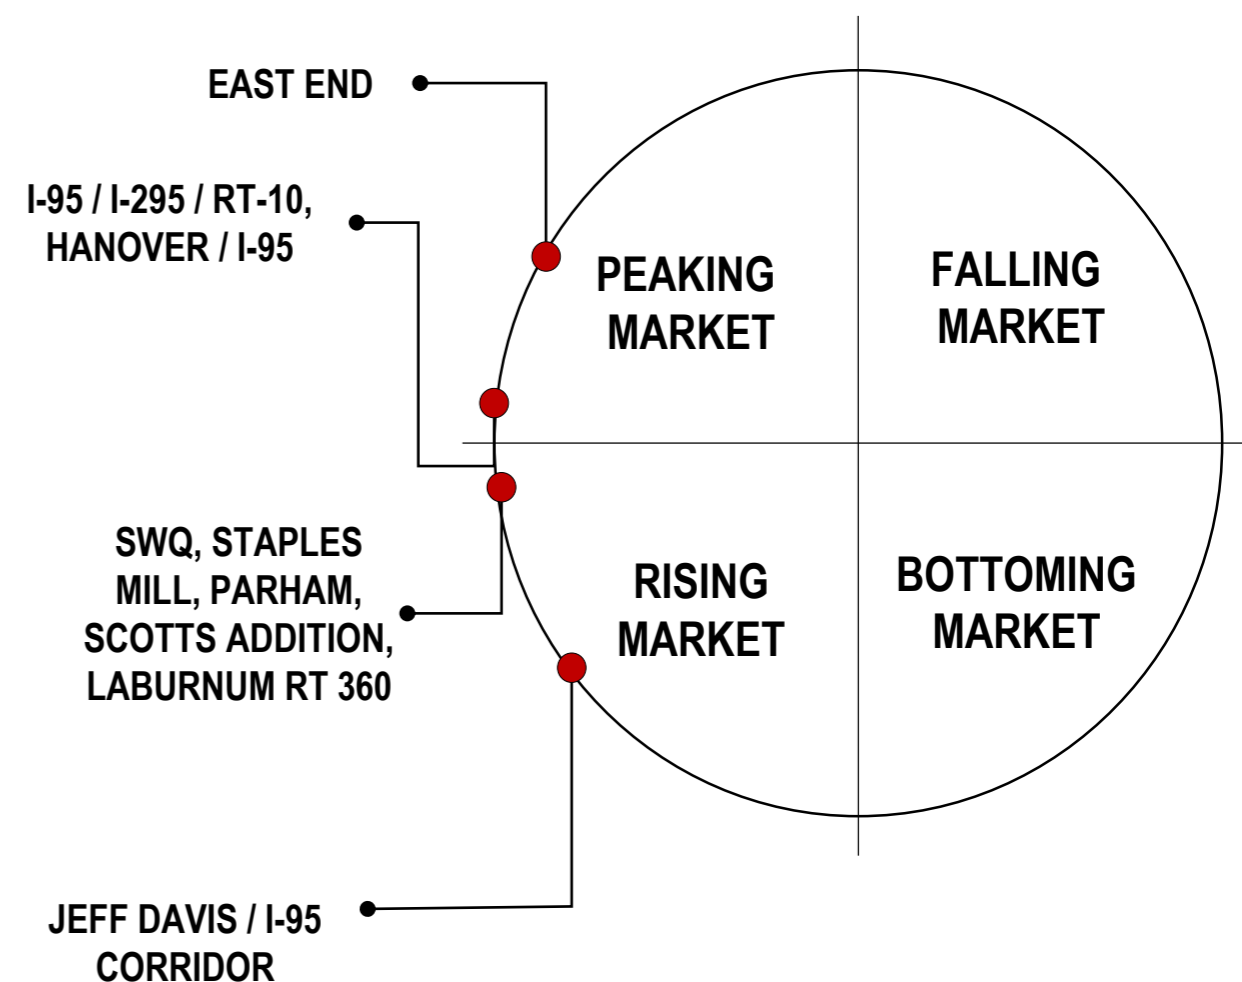 EAST END
I-95 / I-295 / RT-10,
HANOVER / I-95
SWQ, STAPLES
MILL, PARHAM,
SCOTTS ADDITION,
LABURNUM RT 360
JEFF DAVIS / I-95
CORRIDOR
PEAKING
MARKET
FALLING
MARKET
RISING
MARKET
BOTTOMING
MARKET